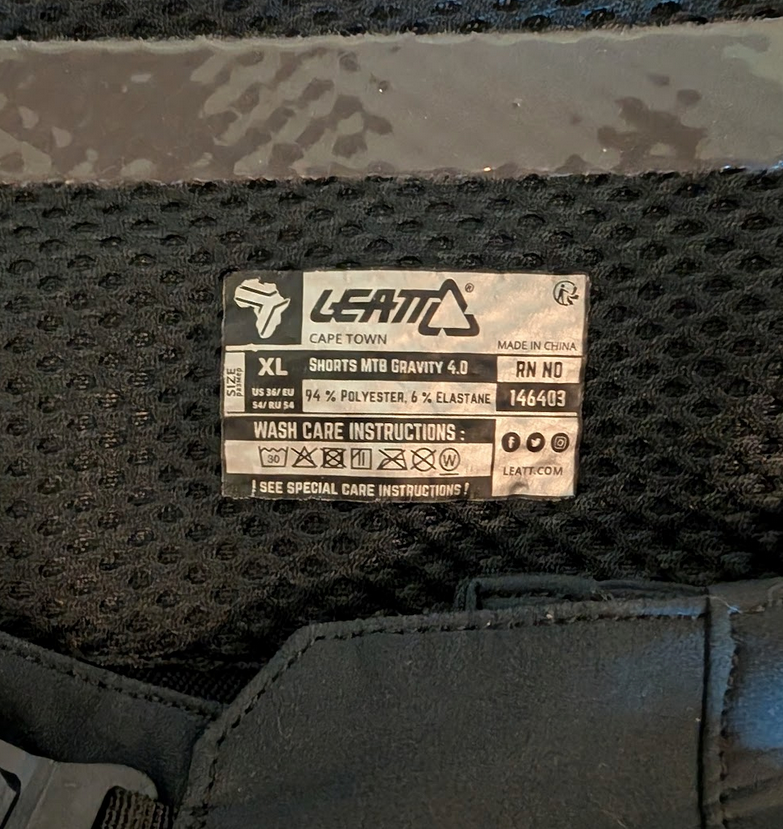 LEATT®
CAPE TOWN
MADE IN CHINA
SIZE
размер
XL
SHORTS MTB GRAVITY 4.0
RN NO
US 36/ EU
54/ RU 54
94 % POLYESTER, 6 % ELASTANE
146403
WASH CARE INSTRUCTIONS :
30
W
LEATT.COM
! SEE SPECIAL CARE INSTRUCTIONS !